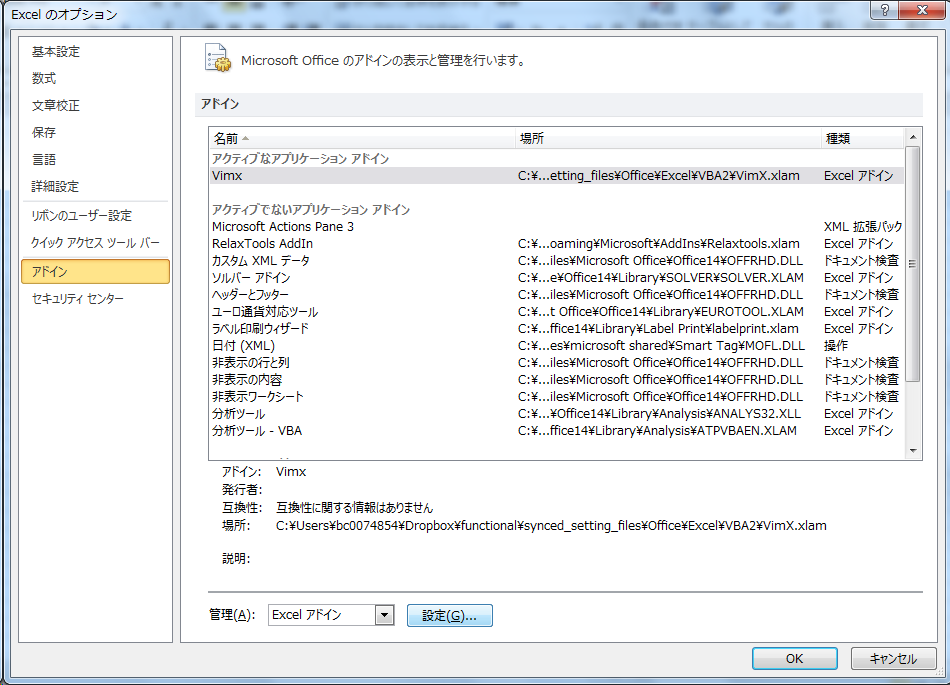 Excel のオプション
基本設定
数式
文章校正
保存
言語
詳細設定
リボンのユーザー設定
クイック アクセス ツール バー
アドイン
セキュリティ センター
Microsoft Office のアドインの表示と管理を行います。
アドイン
名前 場所 種類
アクティブなアプリケーション アドイン
Vimx C:¥...etting_files¥Office¥Excel¥VBA2¥VimX.xlam Excel アドイン
アクティブでないアプリケーション アドイン
Microsoft Actions Pane 3 XML 拡張パック
RelaxTools AddIn C:¥...oaming¥Microsoft¥AddIns¥Relaxtools.xlam Excel アドイン
カスタム XML データ C:¥...iles¥Microsoft Office¥Office14¥OFFRHD.DLL ドキュメント検査
ソルバー アドイン C:¥...e¥Office14¥Library¥SOLVER¥SOLVER.XLAM Excel アドイン
ヘッダーとフッター C:¥...iles¥Microsoft Office¥Office14¥OFFRHD.DLL ドキュメント検査
ユーロ通貨対応ツール C:¥...t Office¥Office14¥Library¥EUROTOOL.XLAM Excel アドイン
ラベル印刷ウィザード C:¥...ffice14¥Library¥Label Print¥labelprint.xlam Excel アドイン
日付 (XML) C:¥...es¥microsoft shared¥Smart Tag¥MOFL.DLL 操作
非表示の行と列 C:¥...iles¥Microsoft Office¥Office14¥OFFRHD.DLL ドキュメント検査
非表示の内容 C:¥...iles¥Microsoft Office¥Office14¥OFFRHD.DLL ドキュメント検査
非表示ワークシート C:¥...iles¥Microsoft Office¥Office14¥OFFRHD.DLL ドキュメント検査
分析ツール C:¥...¥Office14¥Library¥Analysis¥ANALYS32.XLL Excel アドイン
分析ツール - VBA C:¥...ffice14¥Library¥Analysis¥ATPVBAEN.XLAM Excel アドイン
アドイン: Vimx
発行者:
互換性: 互換性に関する情報はありません
場所: C:¥Users¥bc0074854¥Dropbox¥functional¥synced_setting_files¥Office¥Excel¥VBA2¥VimX.xlam
説明:
管理(A): Excel アドイン 設定(G)...
OK キャンセル